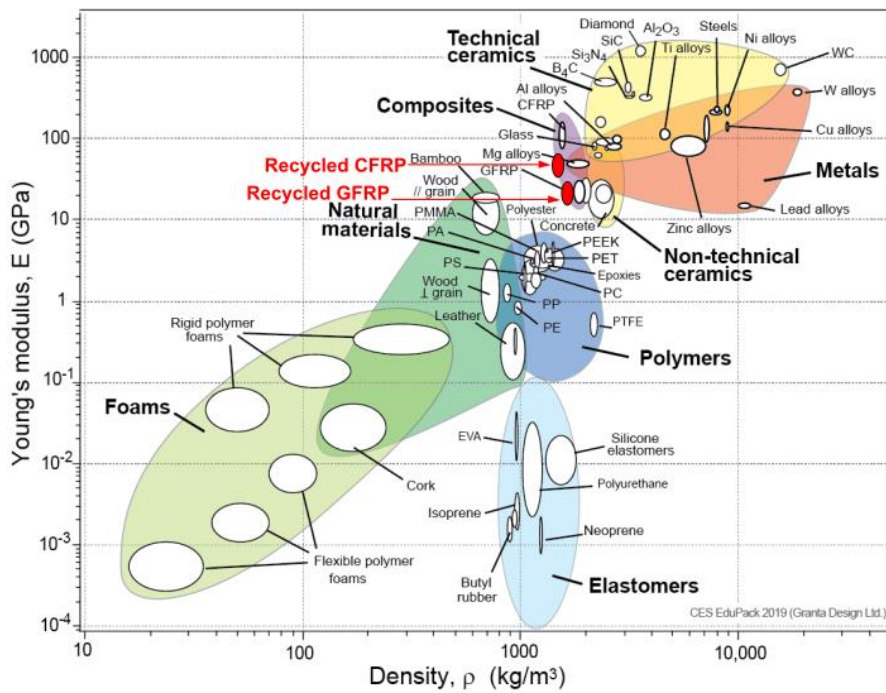 1000
100
10
1
10-1
10-2
10-3
10-4
Young's modulus, E (GPa)
10
100
1000
10,000
Density, ρ (kg/m3)
Technical
ceramics
Diamond
Al2O3
SiC
Si3N4
B4C
Steels
Ti alloys
Ni alloys
WC
W alloys
Al alloys
CFRP
Composites
Glass
Cu alloys
Mg alloys
Recycled CFRP
Bamboo
GFRP
Metals
Recycled GFRP
Wood
// grain
Natural
materials
PMMA
Polyester
Concrete
Zinc alloys
Lead alloys
PA
PEEK
Non-technical
ceramics
PET
PS
Epoxies
PC
Wood
⊥ grain
PP
Leather
PE
PTFE
Polymers
Rigid polymer
foams
Foams
EVA
Silicone
elastomers
Cork
Polyurethane
Isoprene
Neoprene
Flexible polymer
foams
Butyl
rubber
Elastomers
CES EduPack 2019 (Granta Design Ltd.)